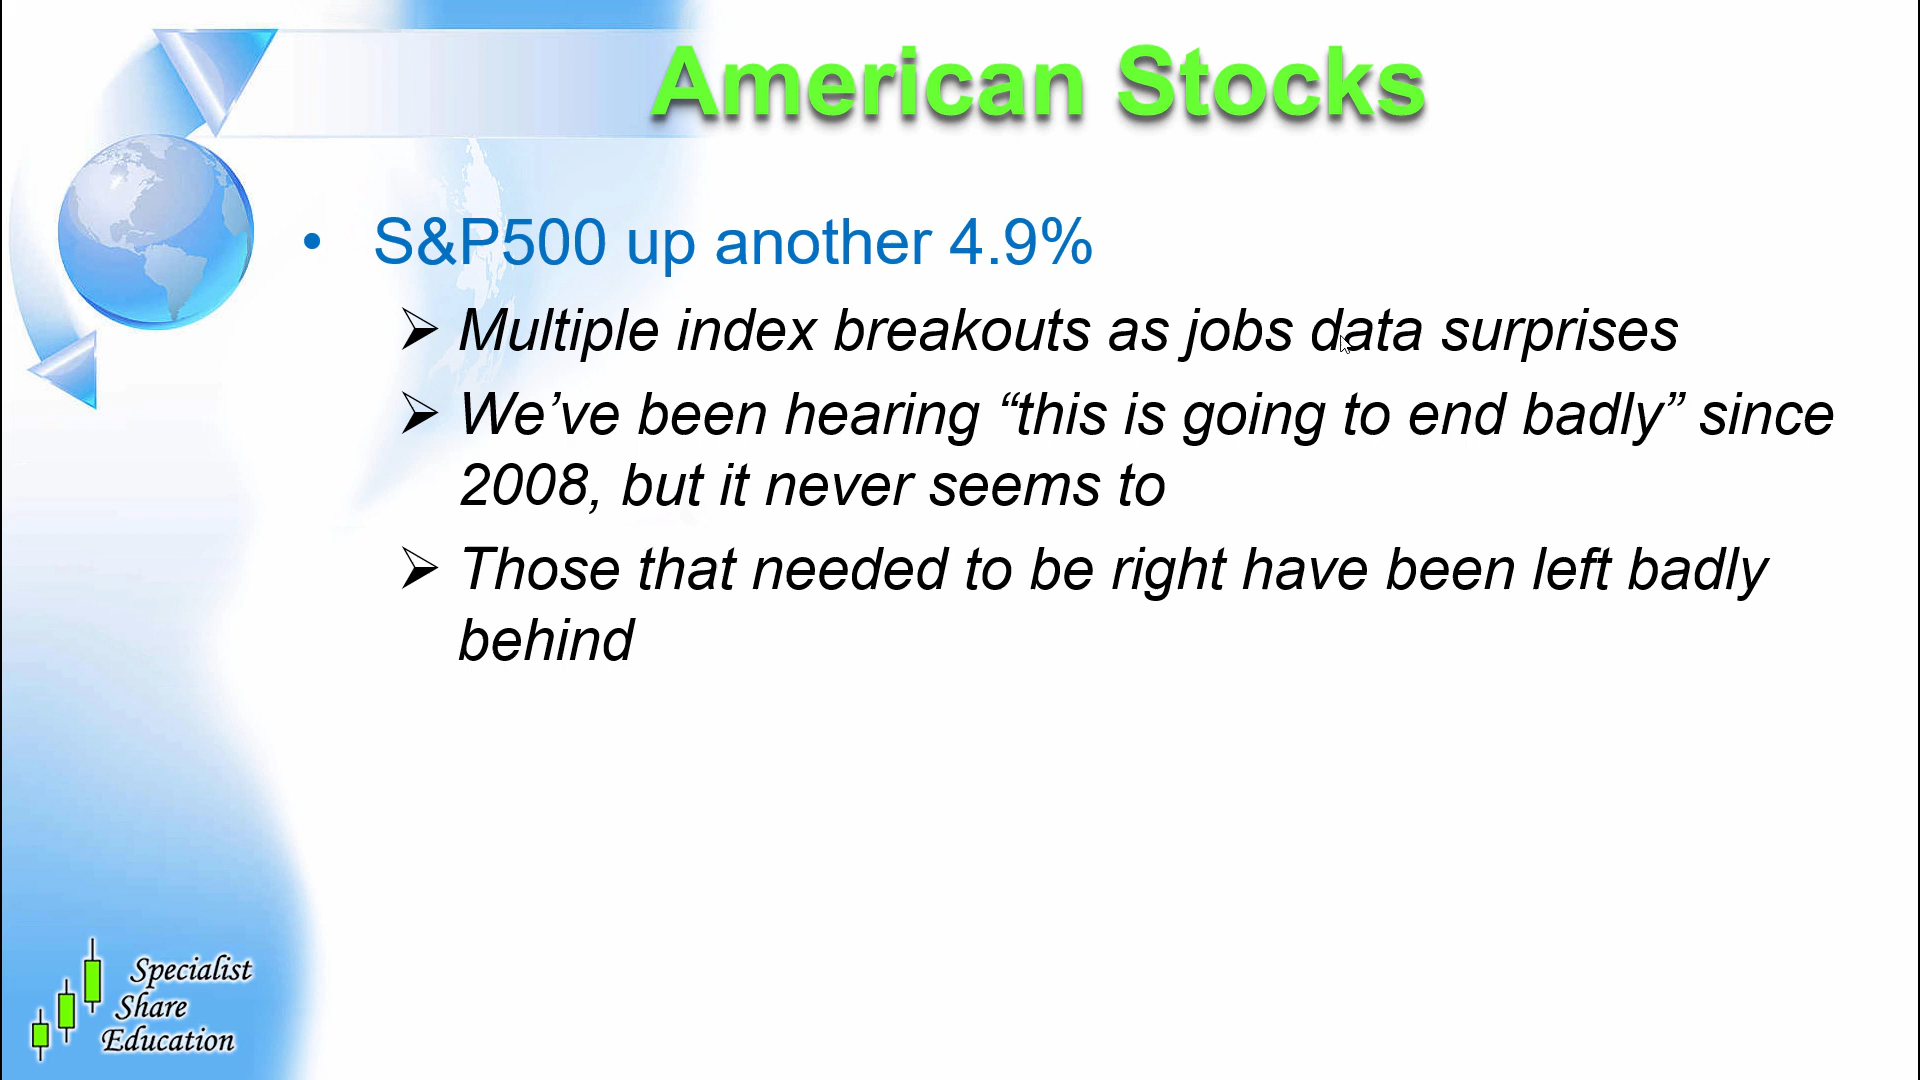 American Stocks
• S&P500 up another 4.9%
➢ Multiple index breakouts as jobs data surprises
➢ We’ve been hearing “this is going to end badly” since
2008, but it never seems to
➢ Those that needed to be right have been left badly
behind
Specialist
Share
Education